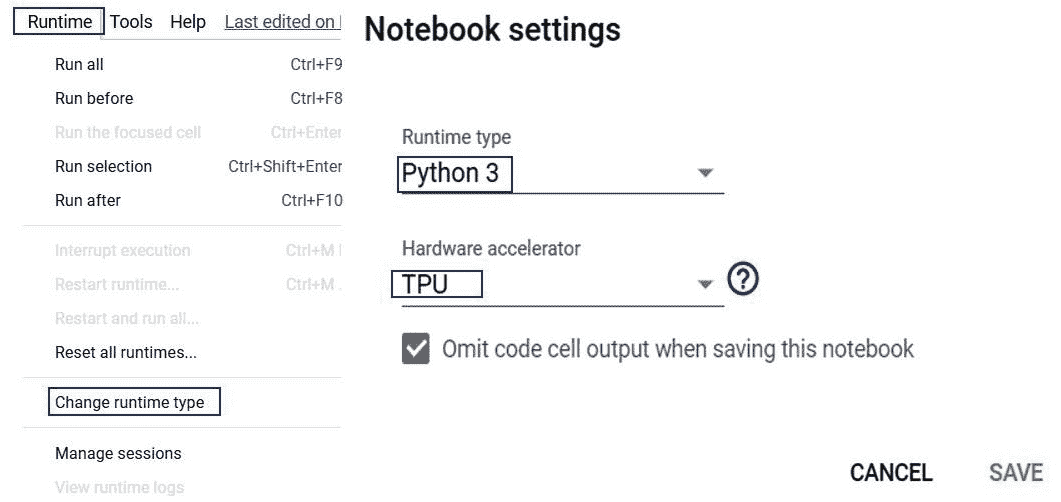 Runtime Tools Help Last edited on
Run all Ctrl+F9
Run before Ctrl+F8
Run the focused cell Ctrl+Enter
Run selection Ctrl+Shift+Enter
Run after Ctrl+F10
Interrupt execution Ctrl+M
Restart runtime... Ctrl+M .
Restart and run all...
Reset all runtimes...
Change runtime type
Manage sessions
View runtime logs
Notebook settings
Runtime type
Python 3
Hardware accelerator
TPU
?
Omit code cell output when saving this notebook
CANCEL SAVE